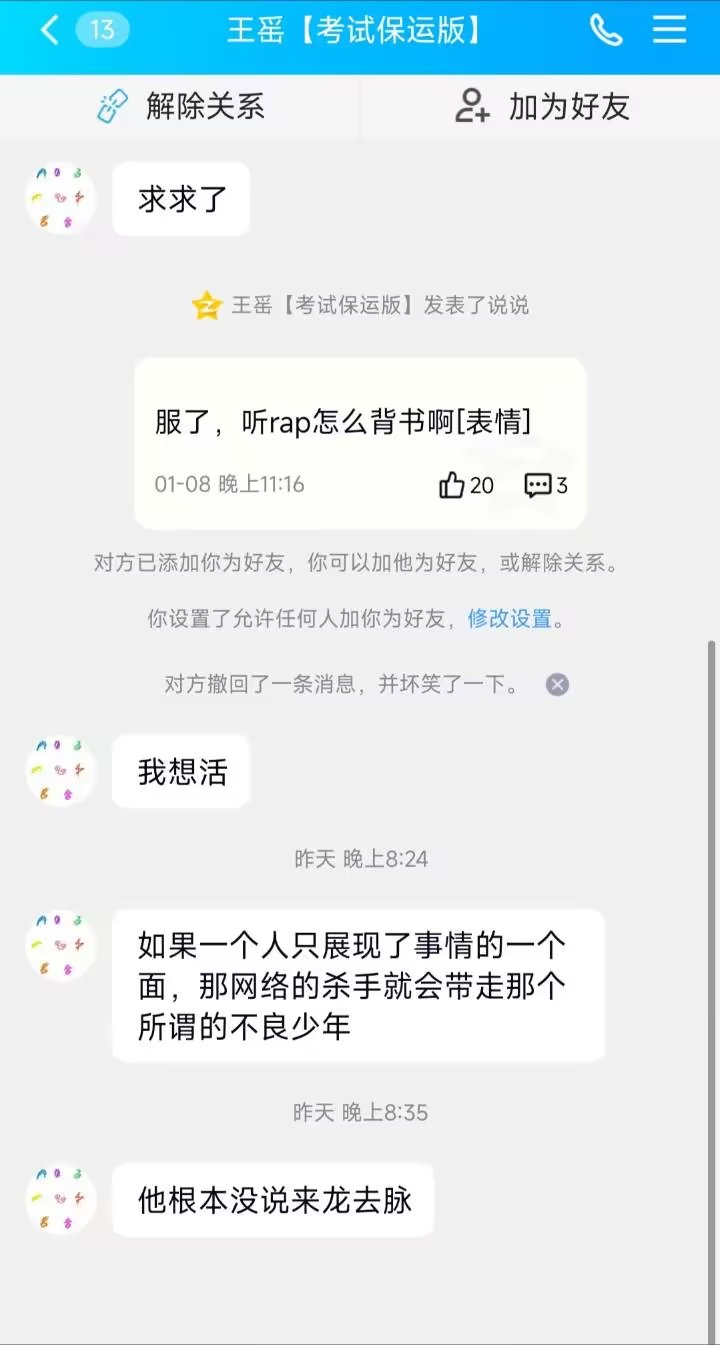 13
王瑶【考试保运版】
解除关系
加为好友
求求了
王瑶【考试保运版】发表了说说
服了，听rap怎么背书啊[表情]
01-08 晚上11:16
20
3
对方已添加你为好友，你可以加他为好友，或解除关系。
你设置了允许任何人加你为好友，修改设置。
对方撤回了一条消息，并坏笑了一下。
我想活
昨天 晚上8:24
如果一个人只展现了事情的一个
面，那网络的杀手就会带走那个
所谓的不良少年
昨天 晚上8:35
他根本没说来龙去脉